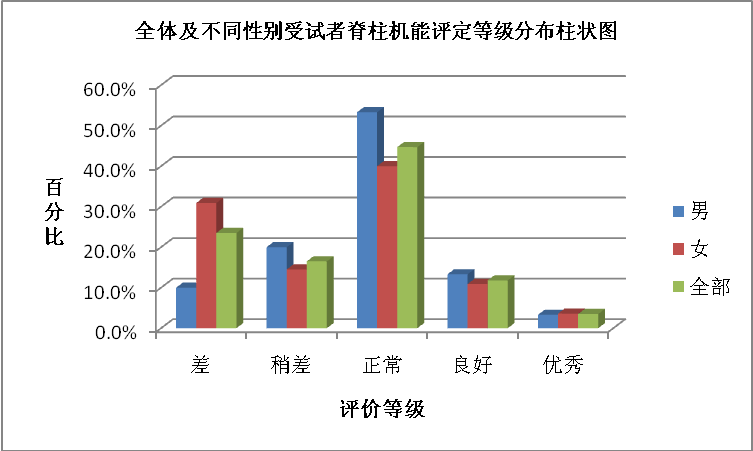 全体及不同性别受试者脊柱机能评定等级分布柱状图
60.0%
50.0%
40.0%
30.0%
20.0%
10.0%
0.0%
百分比
差 稍差 正常 良好 优秀
评价等级
男
女
全部